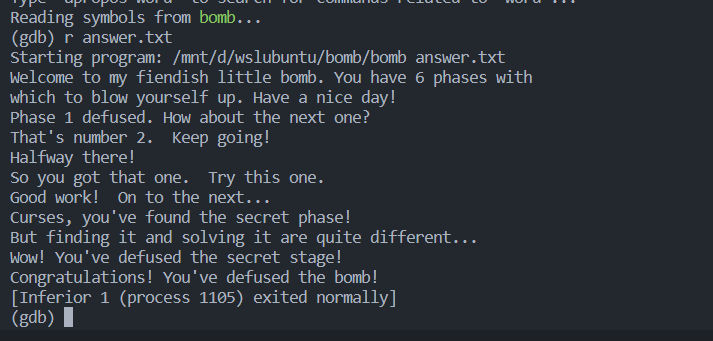 Type "apropos word" to search for commands related to "word"...
Reading symbols from bomb...
(gdb) r answer.txt
Starting program: /mnt/d/wslubuntu/bomb/bomb answer.txt
Welcome to my fiendish little bomb. You have 6 phases with
which to blow yourself up. Have a nice day!
Phase 1 defused. How about the next one?
That's number 2.  Keep going!
Halfway there!
So you got that one.  Try this one.
Good work!  On to the next...
Curses, you've found the secret phase!
But finding it and solving it are quite different...
Wow! You've defused the secret stage!
Congratulations! You've defused the bomb!
[Inferior 1 (process 1105) exited normally]
(gdb)